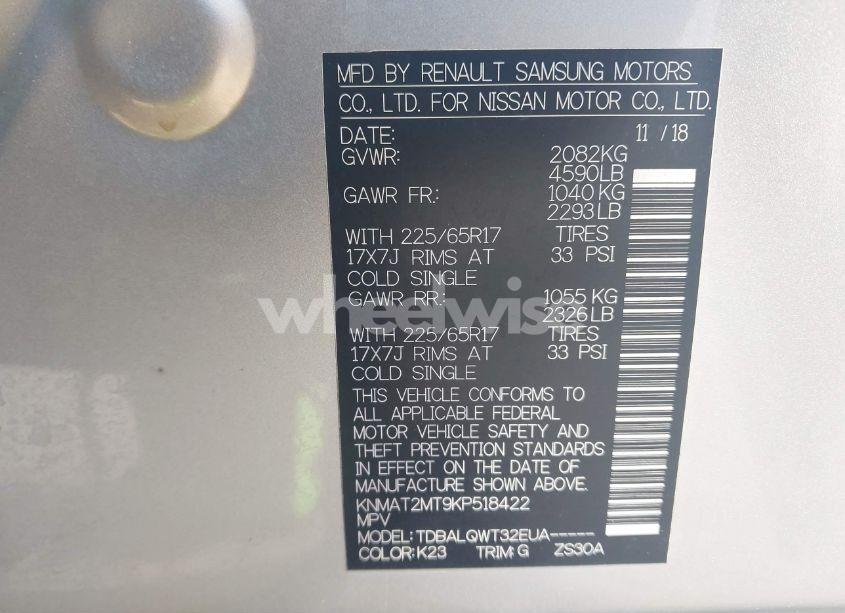 MFD BY RENAULT SAMSUNG MOTORS
CO., LTD. FOR NISSAN MOTOR CO., LTD.
DATE: 11 / 18
GVWR: 2082KG
4590LB
GAWR FR.: 1040 KG
2293 LB
WITH 225/65R17 TIRES
17X7J RIMS AT 33 PSI
COLD SINGLE
GAWR RR.: 1055 KG
2326 LB
WITH 225/65R17 TIRES
17X7J RIMS AT 33 PSI
COLD SINGLE
THIS VEHICLE CONFORMS TO
ALL APPLICABLE FEDERAL
MOTOR VEHICLE SAFETY AND
THEFT PREVENTION STANDARDS
IN EFFECT ON THE DATE OF
MANUFACTURE SHOWN ABOVE.
KNMAT2MT9KP518422
MPV
MODEL: TDBALQWT32EUA-----
COLOR: K23 TRIM: G ZS30A
wheelwis